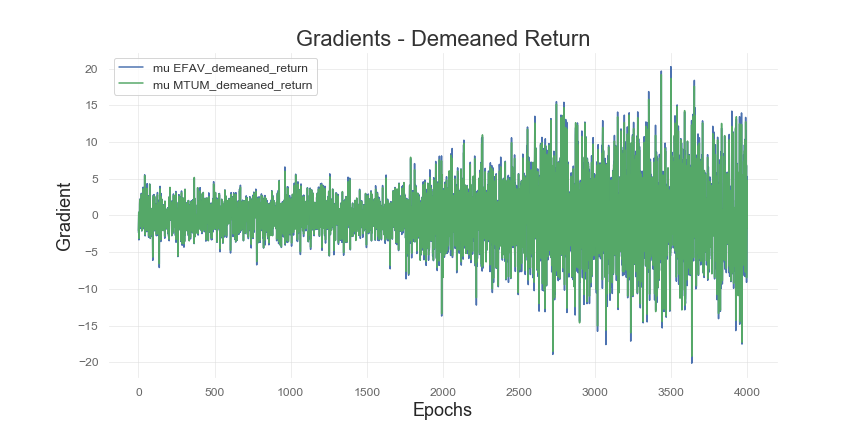 Gradients - Demeaned Return
mu EFAV_demeaned_return
mu MTUM_demeaned_return
20
15
10
5
0
−5
−10
−15
−20
Gradient
0 500 1000 1500 2000 2500 3000 3500 4000
Epochs